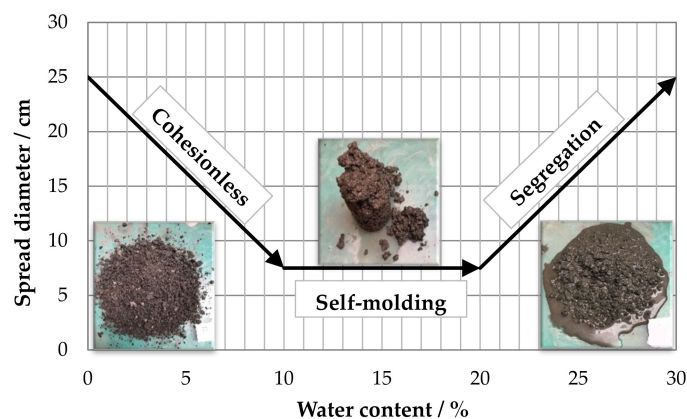 30
25
20
15
10
5
0
Spread diameter / cm
Cohesionless
Self-molding
Segregation
0 5 10 15 20 25 30
Water content / %